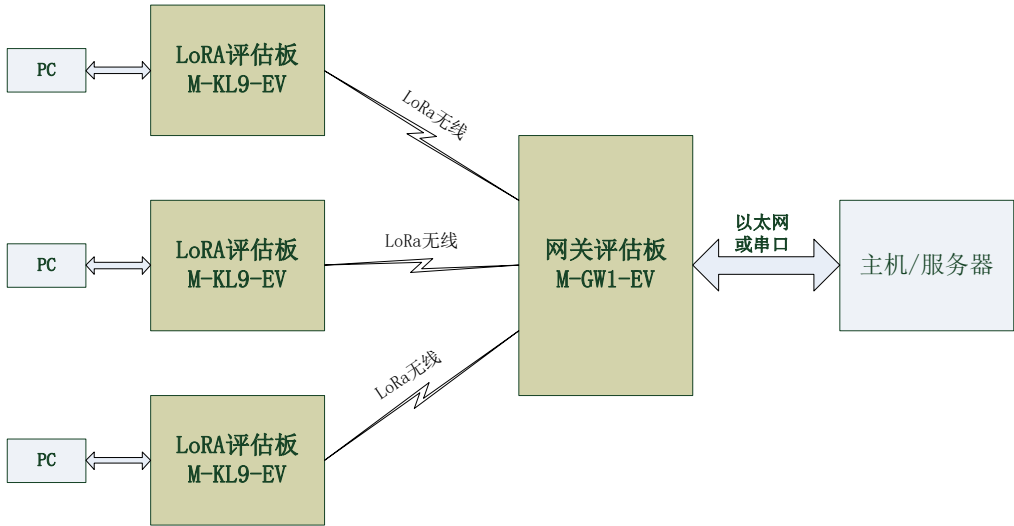 PC
LoRA评估板
M-KL9-EV
LoRa无线
PC
LoRA评估板
M-KL9-EV
LoRa无线
网关评估板
M-GW1-EV
以太网
或串口
主机/服务器
PC
LoRA评估板
M-KL9-EV
LoRa无线